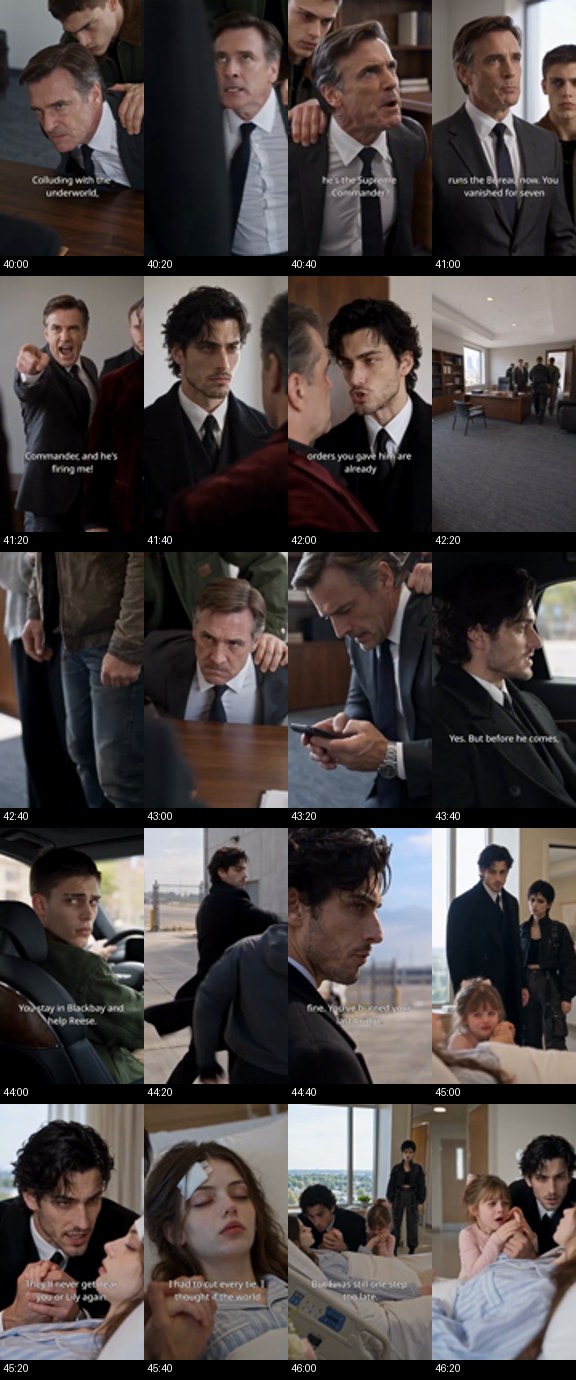 Colluding with the
underworld,
he's the Supreme
Commander
runs the Bureau now. You
vanished for seven
40:00
40:20
40:40
41:00
Commander, and he's
firing me!
orders you gave him are
already
41:20
41:40
42:00
42:20
Yes. But before he comes,
42:40
43:00
43:20
43:40
You stay in Blackbay and
help Reese.
fine. You've burned your
last bridge.
44:00
44:20
44:40
45:00
They'll never get near
you or Lily again.
I had to cut every tie. I
thought if the world
But I was still one step
too late.
45:20
45:40
46:00
46:20